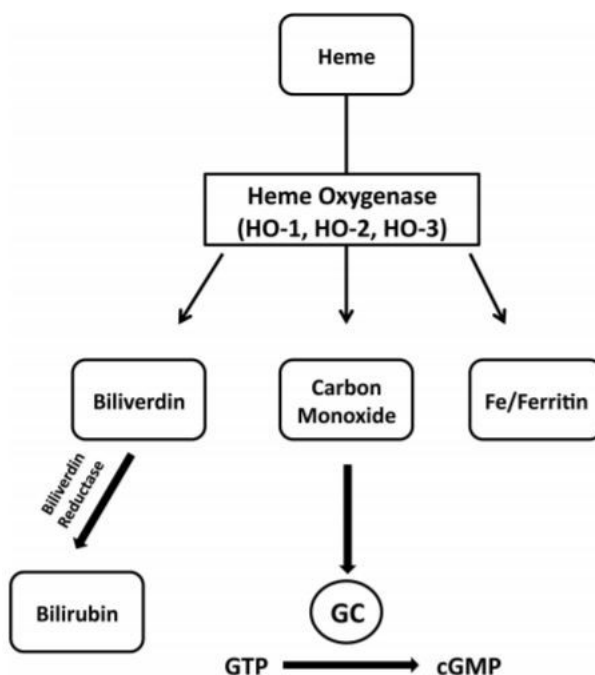 Heme
Heme Oxygenase
(HO-1, HO-2, HO-3)
Biliverdin
Carbon
Monoxide
Fe/Ferritin
Biliverdin
Reductase
Bilirubin
GC
GTP
cGMP